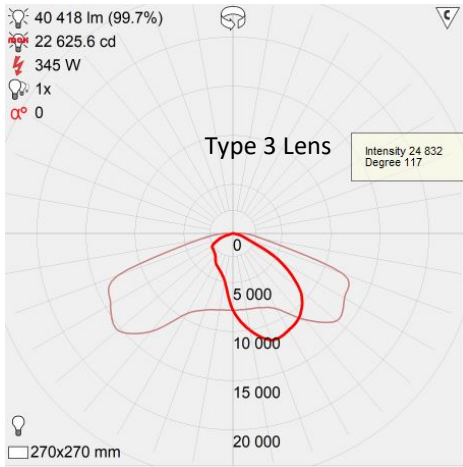 40 418 lm (99.7%)
max
22 625.6 cd
345 W
1x
α° 0
C
Type 3 Lens
Intensity 24 832
Degree 117
0
5 000
10 000
15 000
20 000
270x270 mm